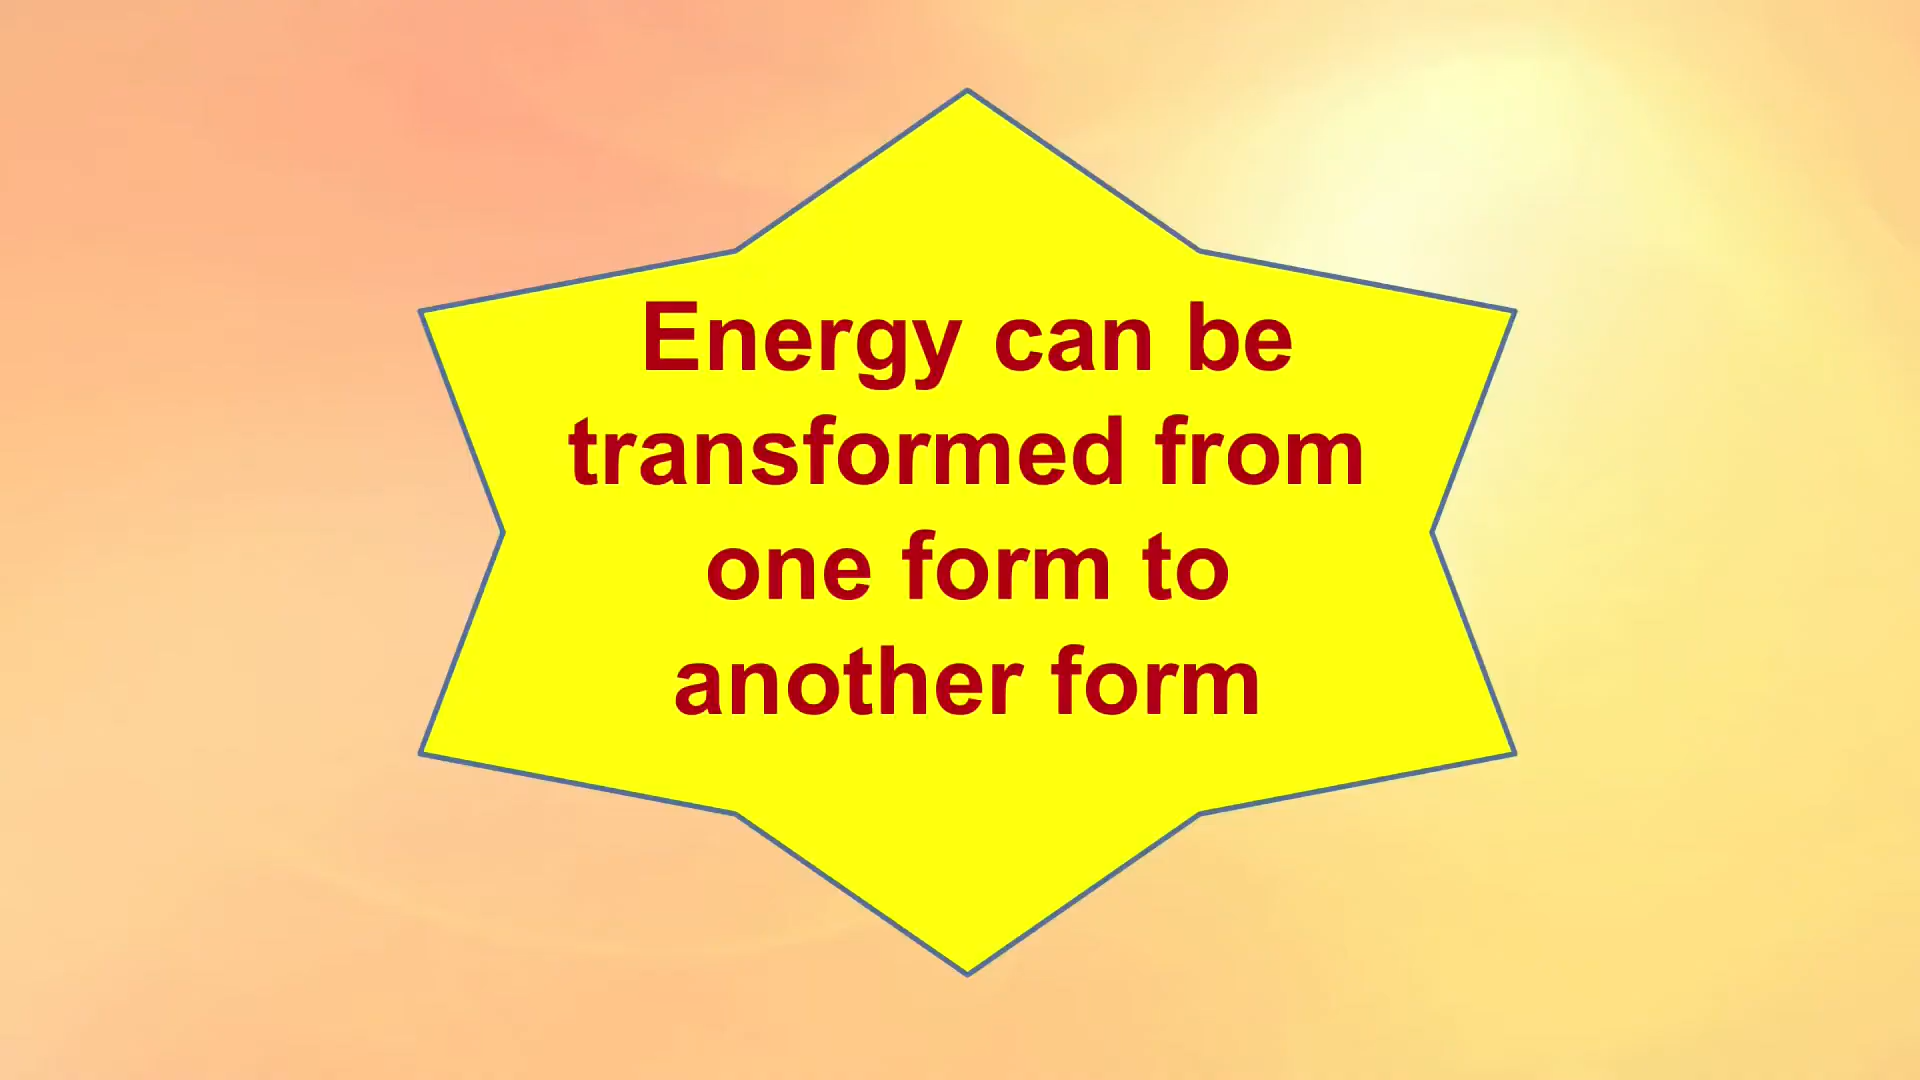 Energy can be
transformed from
one form to
another form